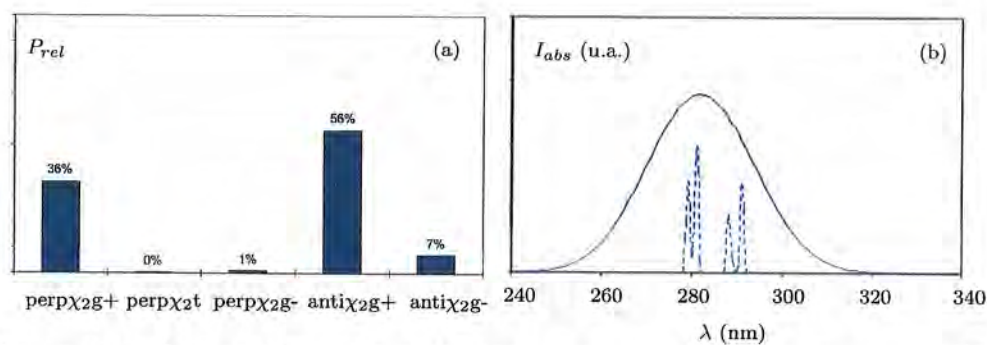 P_rel (a)
36%
0%
1%
56%
7%
perpχ₂g+ perpχ₂t perpχ₂g- antiχ₂g+ antiχ₂g-
I_abs (u.a.) (b)
240 260 280 300 320 340
λ (nm)